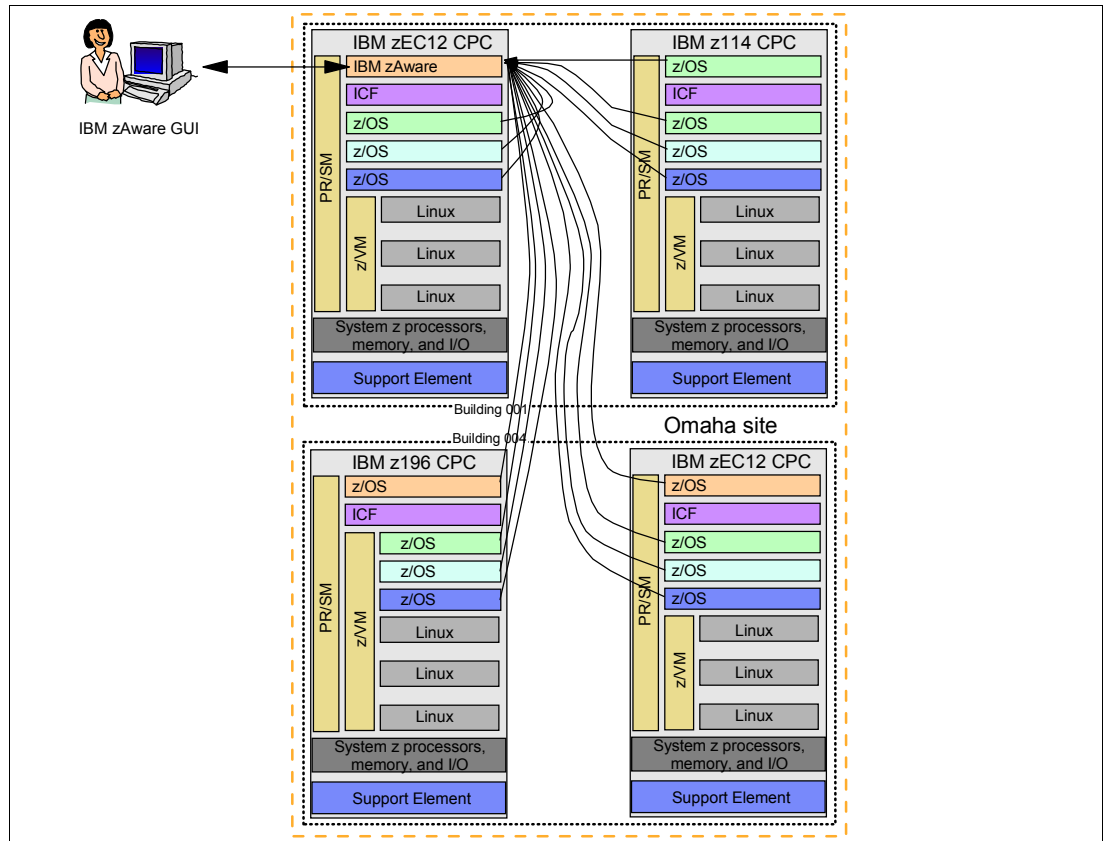 IBM zAware GUI
IBM zEC12 CPC
PR/SM
IBM zAware
ICF
z/OS
z/OS
z/OS
z/VM
Linux
Linux
Linux
System z processors,
memory, and I/O
Support Element
IBM z114 CPC
PR/SM
z/OS
ICF
z/OS
z/OS
z/OS
z/VM
Linux
Linux
Linux
System z processors,
memory, and I/O
Support Element
Building 001
Omaha site
Building 004
IBM z196 CPC
PR/SM
z/OS
ICF
z/VM
z/OS
z/OS
z/OS
Linux
Linux
Linux
System z processors,
memory, and I/O
Support Element
IBM zEC12 CPC
PR/SM
z/OS
ICF
z/OS
z/OS
z/OS
z/VM
Linux
Linux
Linux
System z processors,
memory, and I/O
Support Element